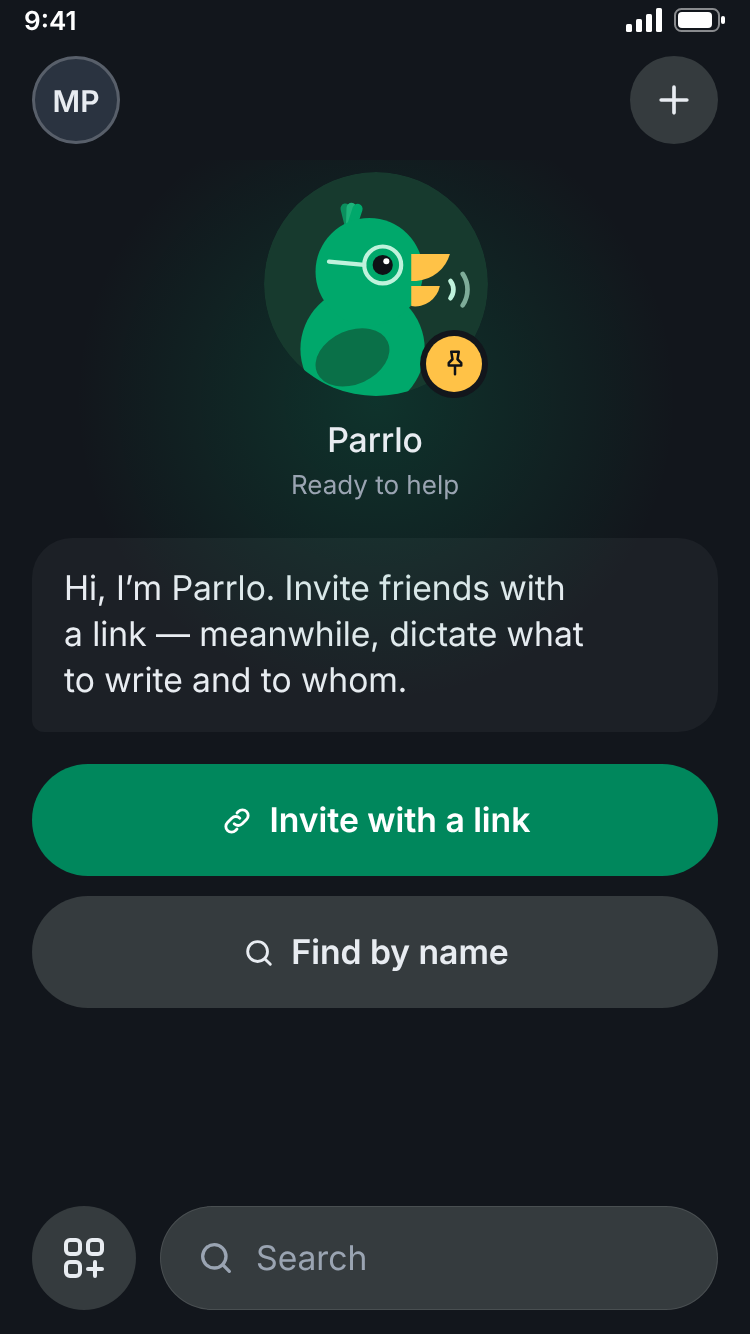 9:41
MP
Parrlo
Ready to help
Hi, I’m Parrlo. Invite friends with
a link — meanwhile, dictate what
to write and to whom.
Invite with a link
Find by name
Search